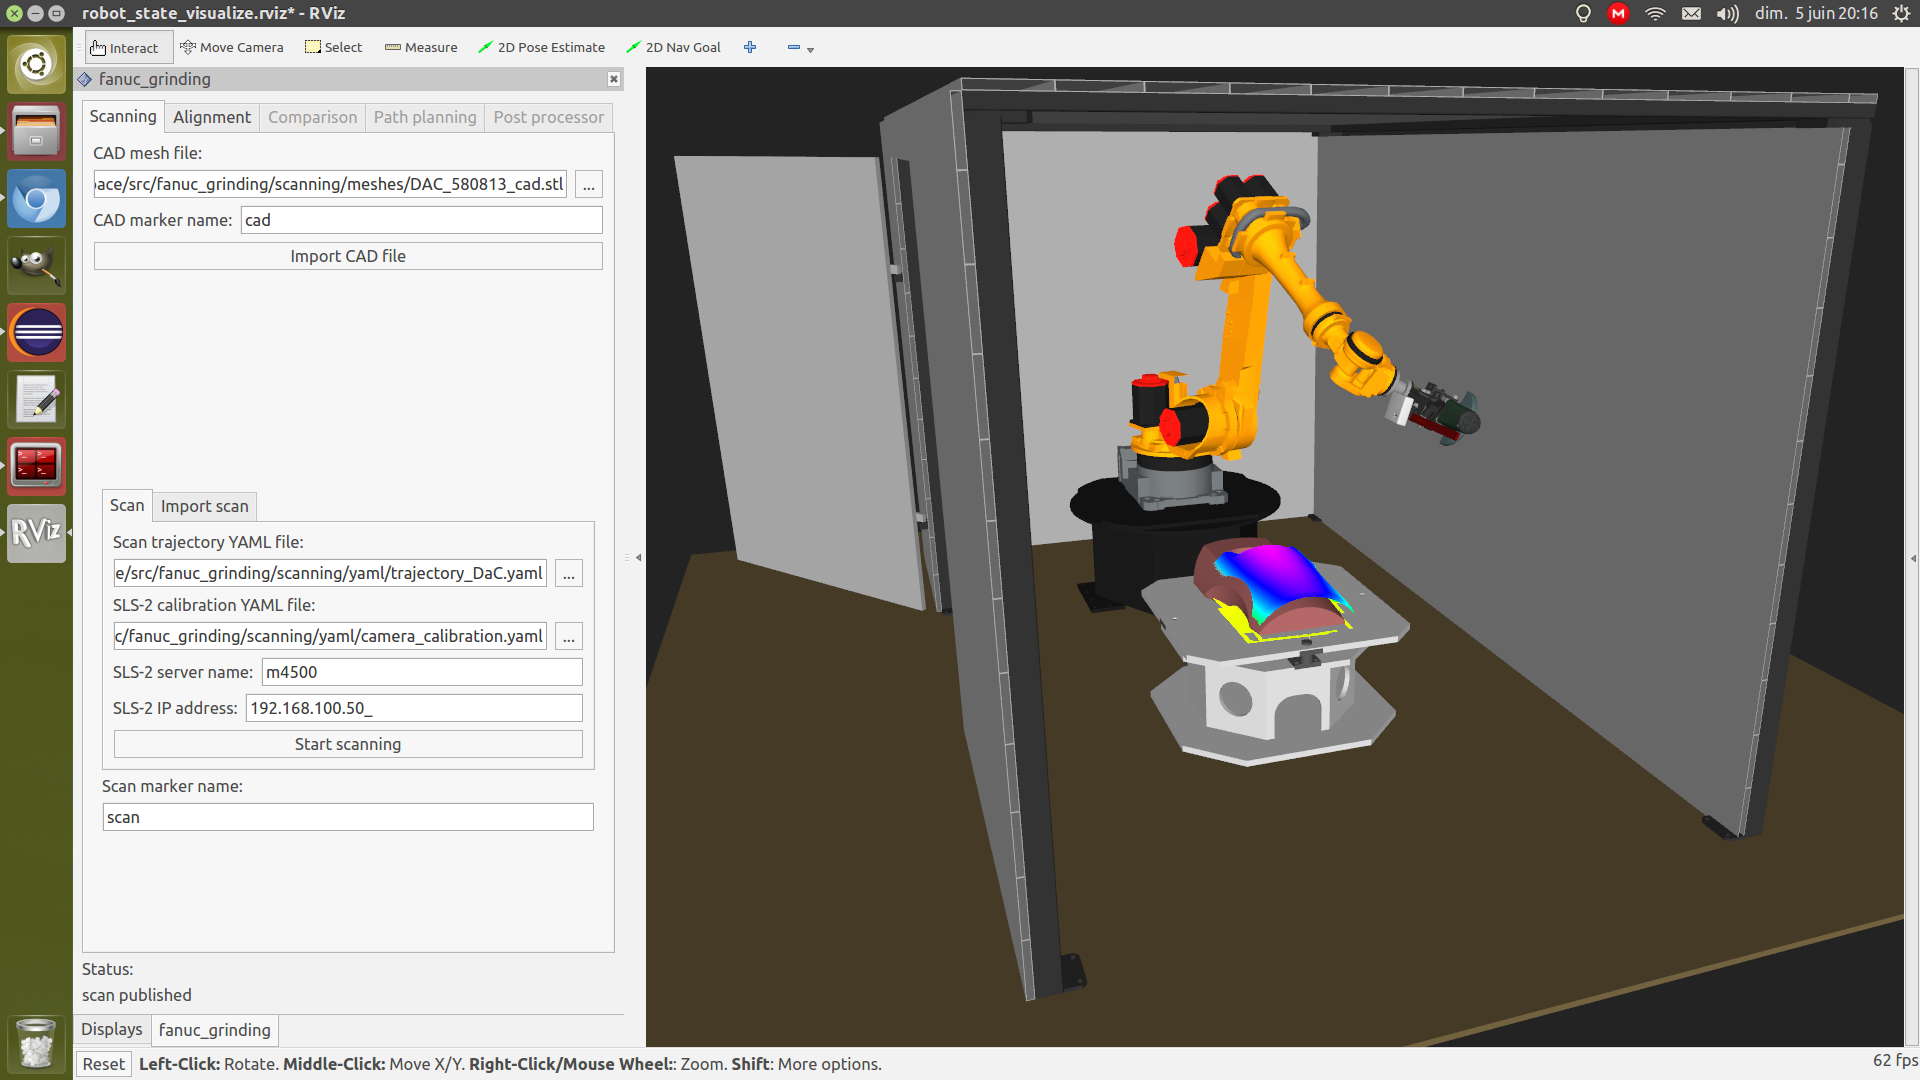 robot_state_visualize.rviz* - RViz
dim. 5 juin 20:16
Interact
Move Camera
Select
Measure
2D Pose Estimate
2D Nav Goal
fanuc_grinding
Scanning
Alignment
Comparison
Path planning
Post processor
CAD mesh file:
ace/src/fanuc_grinding/scanning/meshes/DAC_580813_cad.stl
...
CAD marker name:
cad
Import CAD file
Scan
Import scan
Scan trajectory YAML file:
e/src/fanuc_grinding/scanning/yaml/trajectory_DaC.yaml
...
SLS-2 calibration YAML file:
c/fanuc_grinding/scanning/yaml/camera_calibration.yaml
...
SLS-2 server name:
m4500
SLS-2 IP address:
192.168.100.50_
Start scanning
Scan marker name:
scan
Status:
scan published
Displays
fanuc_grinding
Reset
Left-Click: Rotate. Middle-Click: Move X/Y. Right-Click/Mouse Wheel:: Zoom. Shift: More options.
62 fps
RViz
M